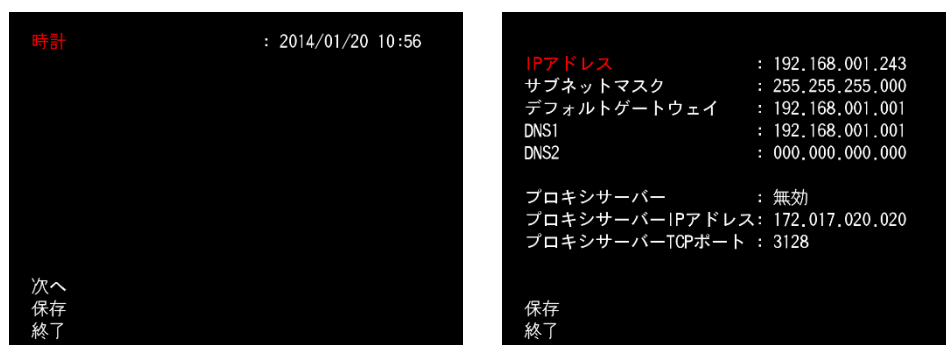 時計 : 2014/01/20 10:56
次へ
保存
終了
IPアドレス : 192.168.001.243
サブネットマスク : 255.255.255.000
デフォルトゲートウェイ : 192.168.001.001
DNS1 : 192.168.001.001
DNS2 : 000.000.000.000
プロキシサーバー : 無効
プロキシサーバーIPアドレス: 172.017.020.020
プロキシサーバーTCPポート : 3128
保存
終了